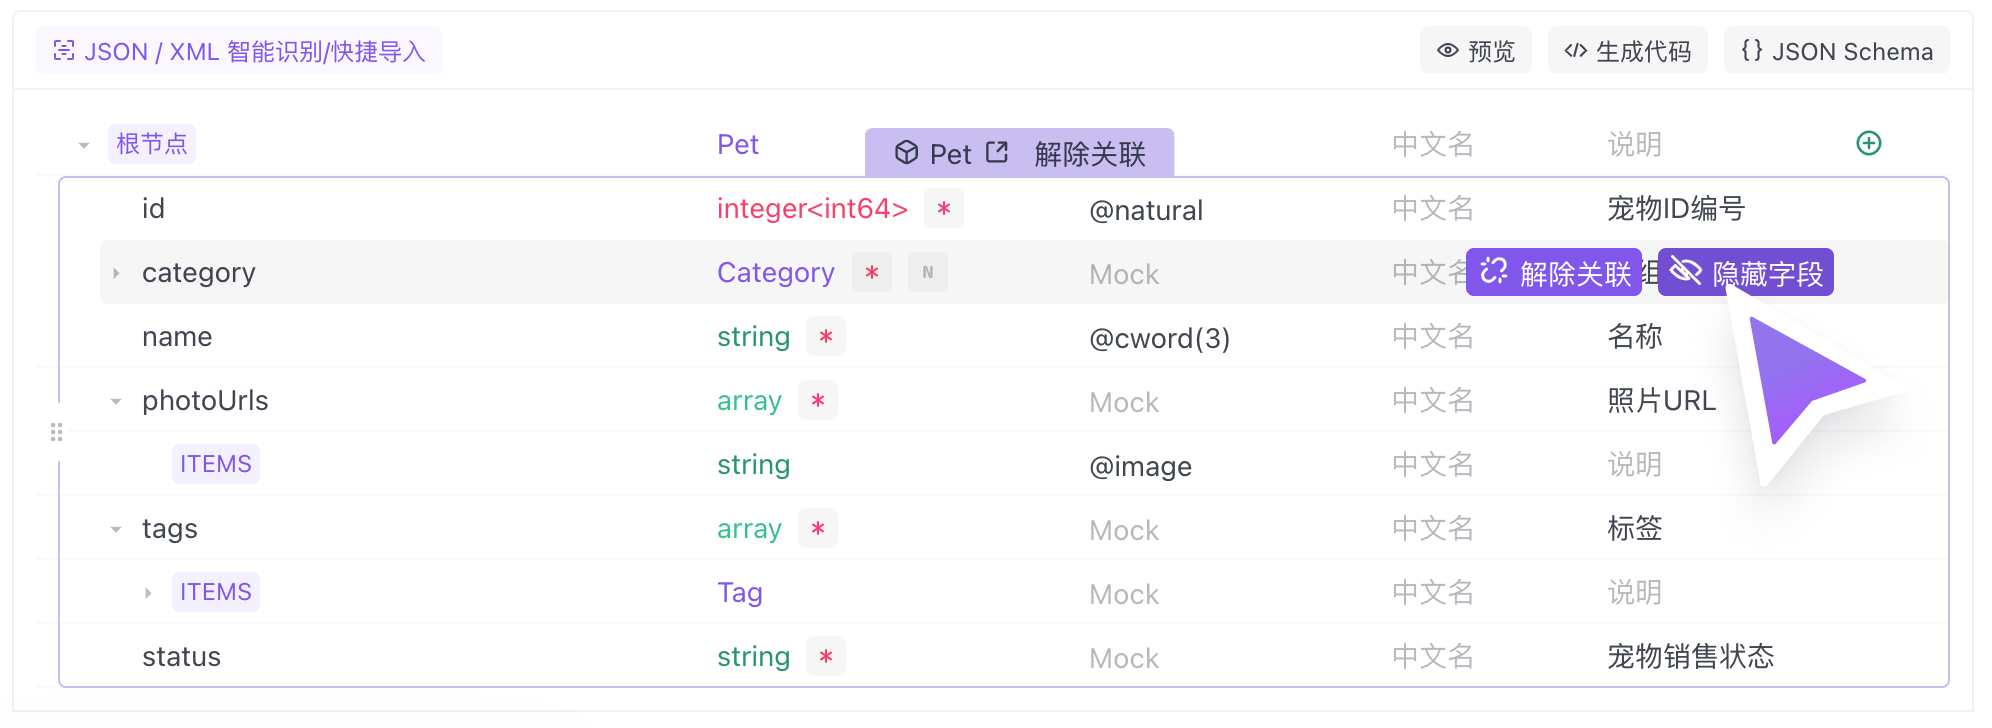 JSON / XML 智能识别/快捷导入 预览 </> 生成代码 {} JSON Schema
根节点 Pet Pet 解除关联 中文名 说明
id integer<int64> * @natural 中文名 宠物ID编号
category Category * N Mock 中文名 解除关联 组 隐藏字段
name string * @cword(3) 中文名 名称
photoUrls array * Mock 中文名 照片URL
ITEMS string @image 中文名 说明
tags array * Mock 中文名 标签
ITEMS Tag Mock 中文名 说明
status string * Mock 中文名 宠物销售状态